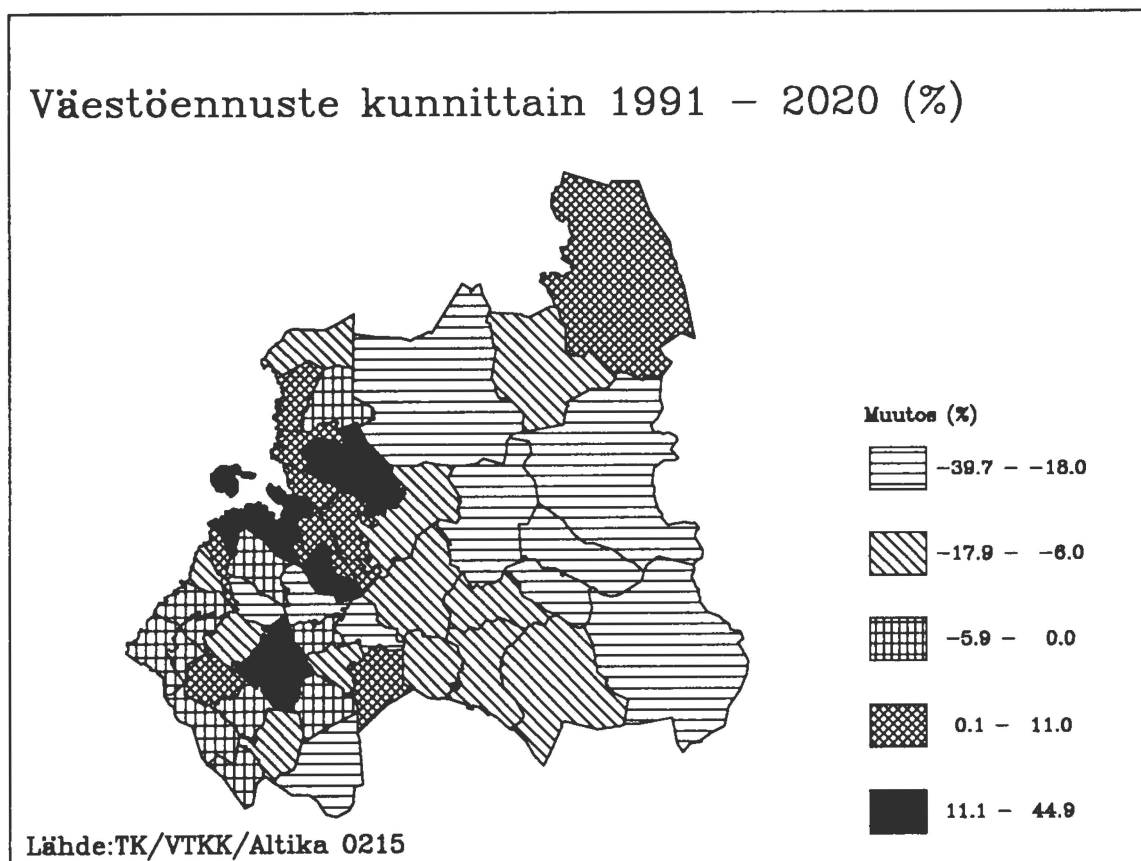 Väestöennuste kunnittain 1991 - 2020 (%)
Muutos (%)
-39.7 - -18.0
-17.9 - -6.0
-5.9 - 0.0
0.1 - 11.0
11.1 - 44.9
Lähde:TK/VTKK/Altika 0215